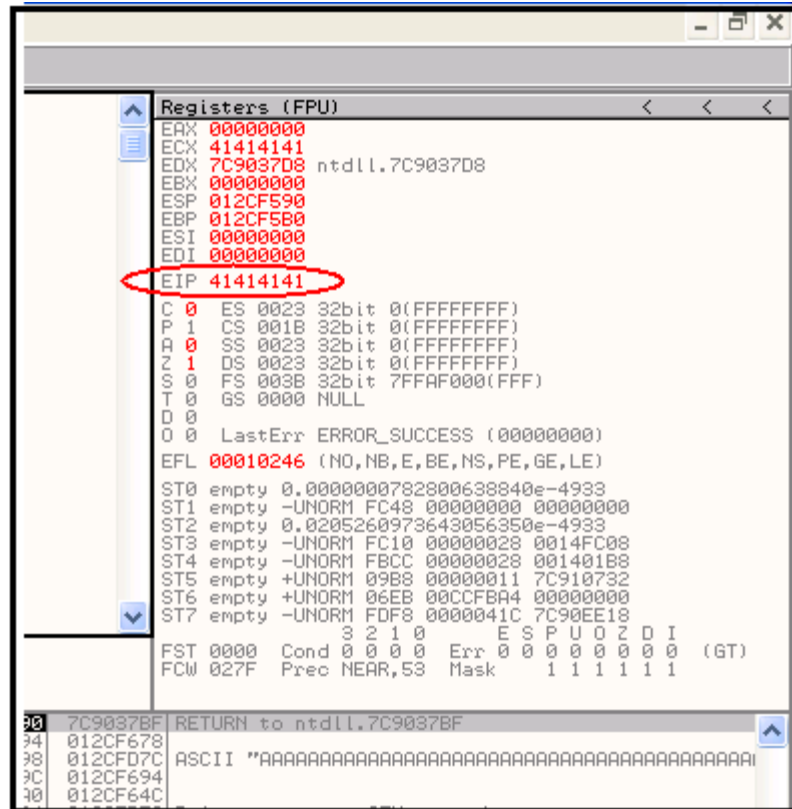 Registers (FPU) < < <
EAX 00000000
ECX 41414141
EDX 7C9037D8 ntdll.7C9037D8
EBX 00000000
ESP 012CF590
EBP 012CF5B0
ESI 00000000
EDI 00000000
EIP 41414141
C 0 ES 0023 32bit 0(FFFFFFFF)
P 1 CS 001B 32bit 0(FFFFFFFF)
A 0 SS 0023 32bit 0(FFFFFFFF)
Z 1 DS 0023 32bit 0(FFFFFFFF)
S 0 FS 003B 32bit 7FFAF000(FFF)
T 0 GS 0000 NULL
D 0
O 0 LastErr ERROR_SUCCESS (00000000)
EFL 00010246 (NO,NB,E,BE,NS,PE,GE,LE)
ST0 empty 0.0000000782800638840e-4933
ST1 empty -UNORM FC48 00000000 00000000
ST2 empty 0.0205260973643056350e-4933
ST3 empty -UNORM FC10 00000028 0014FC08
ST4 empty -UNORM FBCC 00000028 001401B8
ST5 empty +UNORM 09B8 00000011 7C910732
ST6 empty +UNORM 06EB 00CCFBA4 00000000
ST7 empty -UNORM FDF8 0000041C 7C90EE18
3 2 1 0 E S P U O Z D I
FST 0000 Cond 0 0 0 0 Err 0 0 0 0 0 0 0 0 (GT)
FCW 027F Prec NEAR,53 Mask 1 1 1 1 1 1
90 7C9037BF RETURN to ntdll.7C9037BF
94 012CF678
98 012CFD7C ASCII "AAAAAAAAAAAAAAAAAAAAAAAAAAAAAAAAAAAAAAAAAAA
9C 012CF694
A0 012CF64C